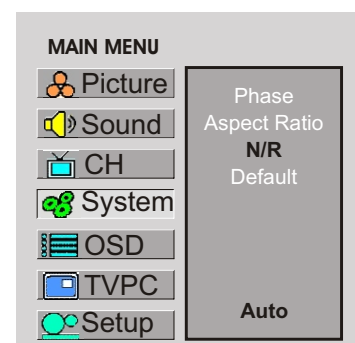 MAIN MENU
Picture
Sound
CH
System
OSD
TVPC
Setup
Phase
Aspect Ratio
N/R
Default
Auto